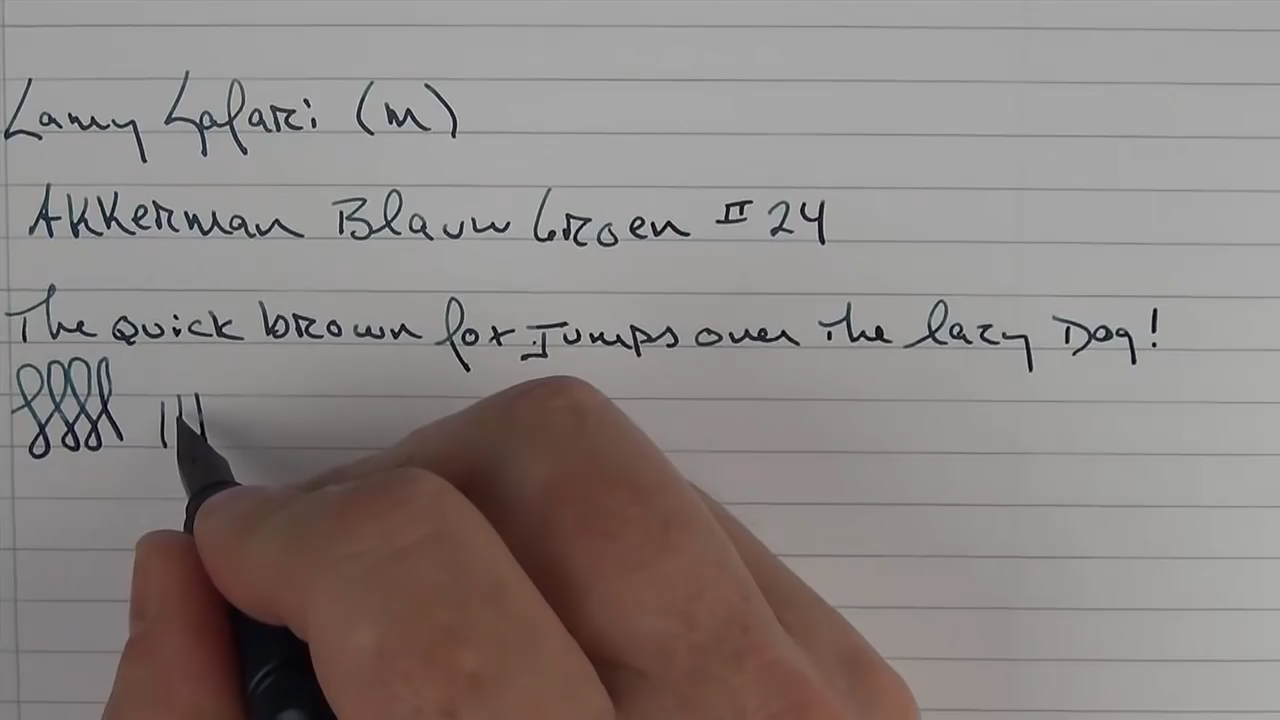 Lamy Safari (M)
Akkerman Blauw Groen # 24
The quick brown fox Jumps over The lazy Dog!